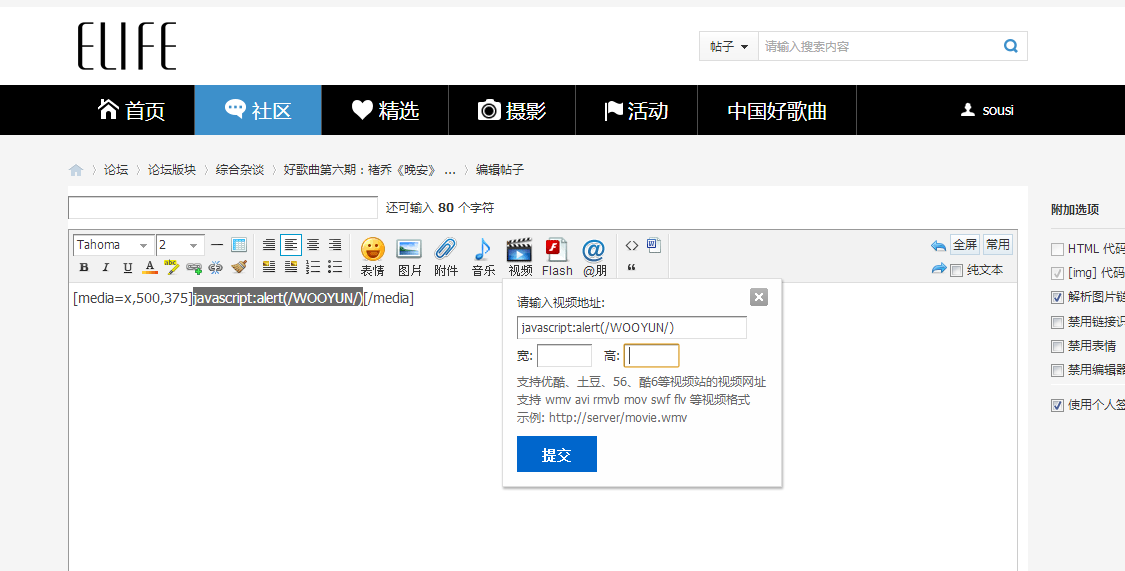 ELIFE
帖子 请输入搜索内容
首页 社区 精选 摄影 活动 中国好歌曲 sousi
论坛 论坛版块 综合杂谈 好歌曲第六期：褚乔《晚安》 ... 编辑帖子
还可输入 80 个字符
附加选项
Tahoma 2
全屏 常用
B I U A abc
表情 图片 附件 音乐 视频 Flash @朋
纯文本
HTML 代码
[img] 代码
解析图片链
禁用链接识
禁用表情
禁用编辑器
使用个人签
[media=x,500,375]javascript:alert(/WOOYUN/)[/media]
请输入视频地址:
javascript:alert(/WOOYUN/)
宽: 高:
支持优酷、土豆、56、酷6等视频站的视频网址
支持 wmv avi rmvb mov swf flv 等视频格式
示例: http://server/movie.wmv
提交